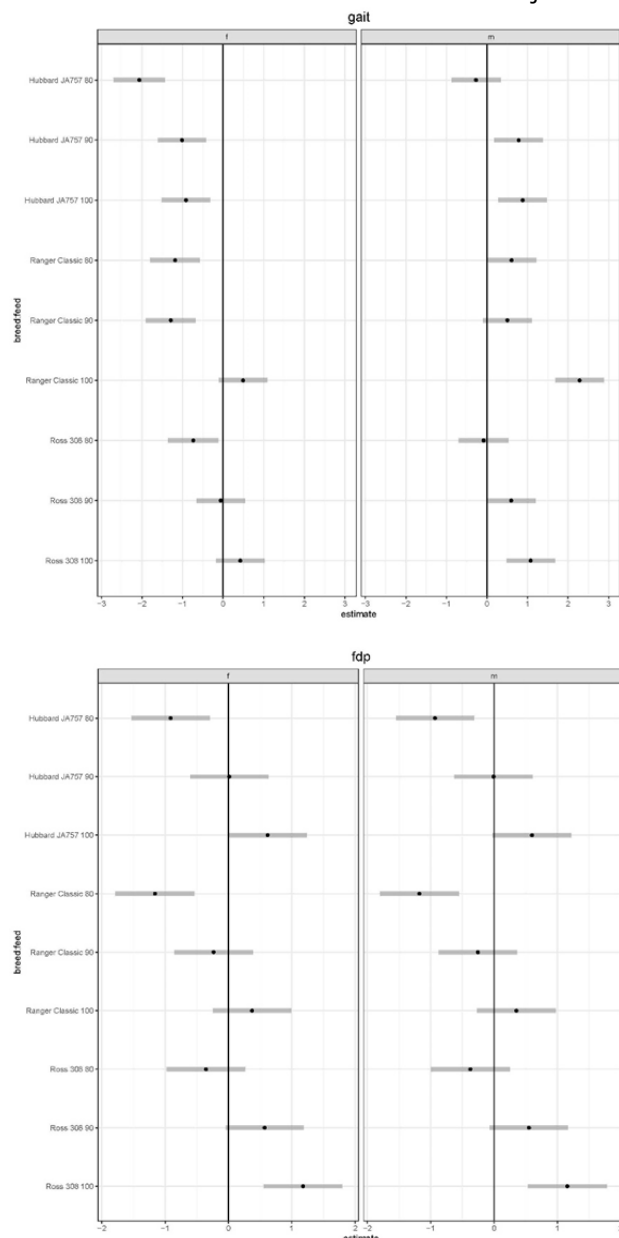 gait
f m
Hubbard JA757 80
Hubbard JA757 90
Hubbard JA757 100
Ranger Classic 80
Ranger Classic 90
Ranger Classic 100
Ross 308 80
Ross 308 90
Ross 308 100
breed:feed
−3 −2 −1 0 1 2 3 −3 −2 −1 0 1 2 3
estimate
fdp
f m
Hubbard JA757 80
Hubbard JA757 90
Hubbard JA757 100
Ranger Classic 80
Ranger Classic 90
Ranger Classic 100
Ross 308 80
Ross 308 90
Ross 308 100
breed:feed
−2 −1 0 1 2 −2 −1 0 1 2
estimate